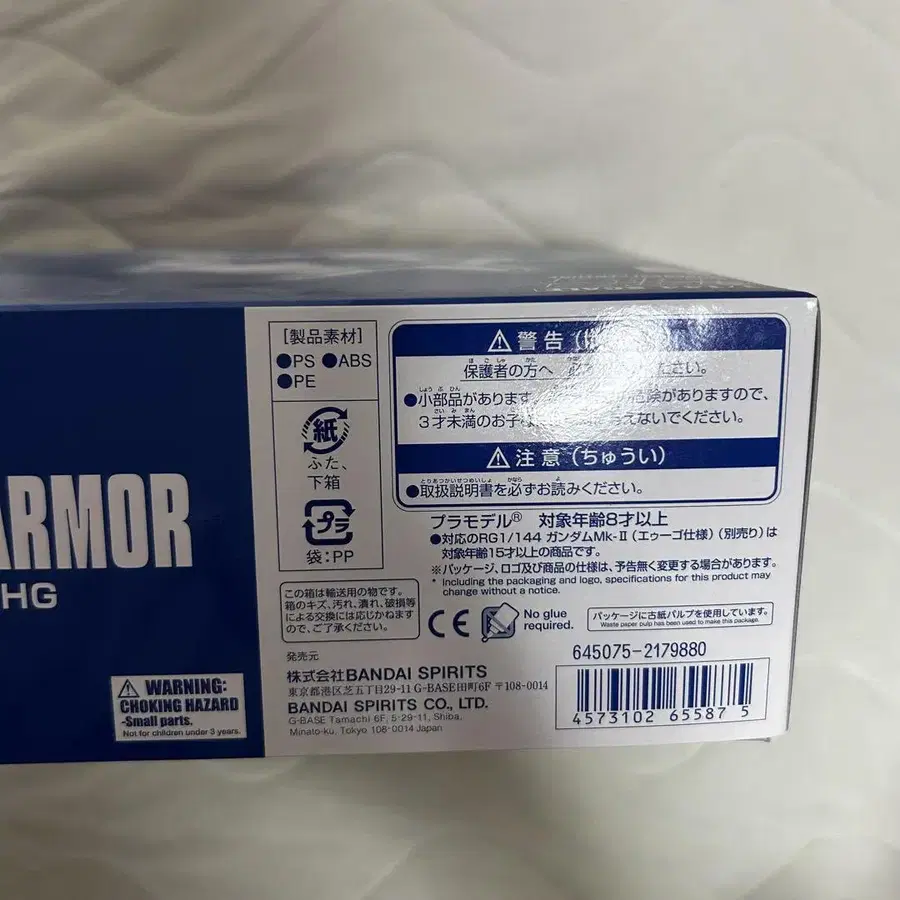 ARMOR
HG
WARNING:
CHOKING HAZARD
-Small parts.
Not for children under 3 years.
[製品素材]
●PS ●ABS
●PE
紙
ふた、
下箱
プラ
袋:PP
この箱は輸送用の物です。
箱のキズ、汚れ、潰れ、破損等
による交換には応じかねますの
で、ご了承ください。
⚠ 警告
保護者の方へ
●小部品があります。 危険がありますので、
3才未満のお子 えないでください。
⚠ 注意 (ちゅうい)
●取扱説明書を必ずお読みください。
プラモデル® 対象年齢8才以上
●対応のRG1/144 ガンダムMk-Ⅱ(エゥーゴ仕様)(別売り)は
対象年齢15才以上の商品です。
※パッケージ、ロゴ及び商品の仕様は、予告無く変更する場合があります。
* Including the packaging and logo, specifications for this product may
change without a notice.
CE
No glue
required.
パッケージに古紙パルプを使用しています。
Waste paper pulp has been used to make this package.
発売元
株式会社BANDAI SPIRITS
東京都港区芝五丁目29-11 G-BASE田町6F 〒108-0014
BANDAI SPIRITS CO., LTD.
G-BASE Tamachi 6F, 5-29-11, Shiba,
Minato-ku, Tokyo 108-0014 Japan
645075-2179880
4573102 65587 5